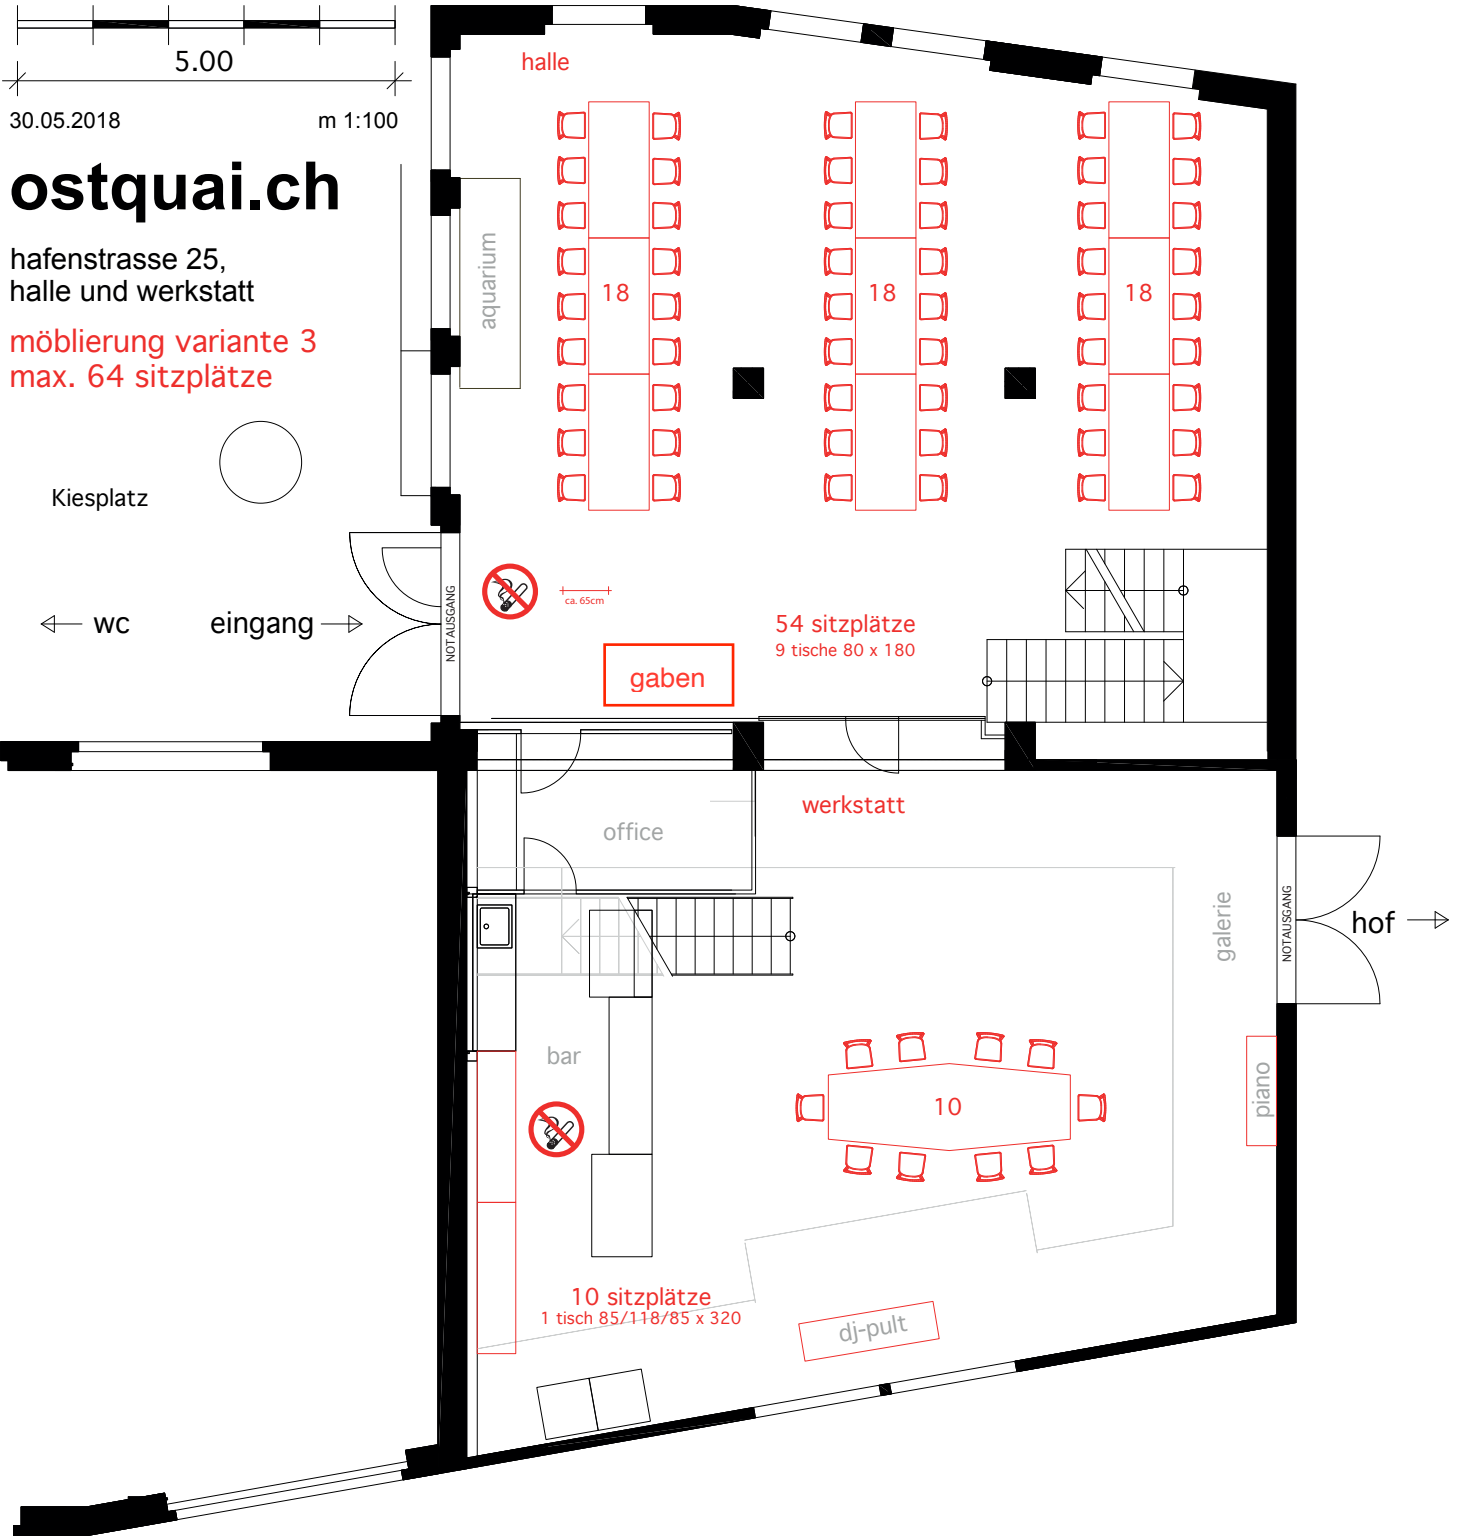 5.00
30.05.2018
m 1:100
ostquai.ch
hafenstrasse 25,
halle und werkstatt
möblierung variante 3
max. 64 sitzplätze
Kiesplatz
wc
eingang
NOTAUSGANG
halle
aquarium
18
18
18
ca. 65cm
54 sitzplätze
9 tische 80 x 180
gaben
werkstatt
office
galerie
NOTAUSGANG
hof
bar
10
piano
10 sitzplätze
1 tisch 85/118/85 x 320
dj-pult